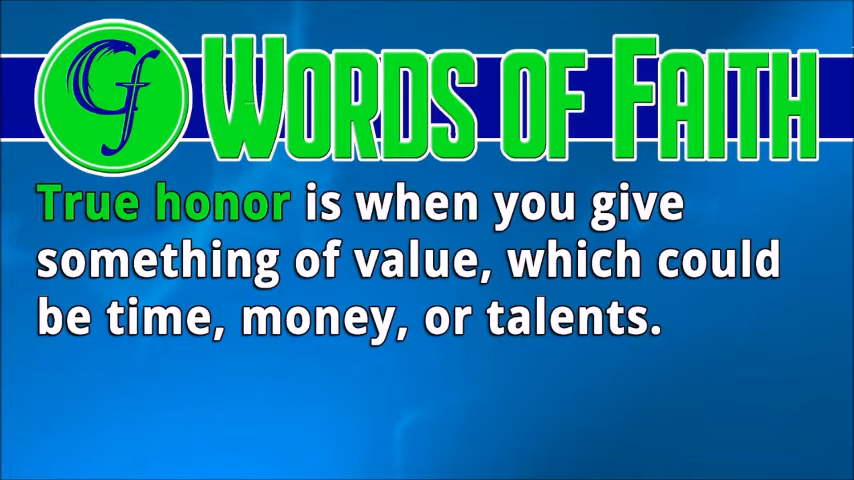 Gf WORDS OF FAITH
True honor is when you give
something of value, which could
be time, money, or talents.